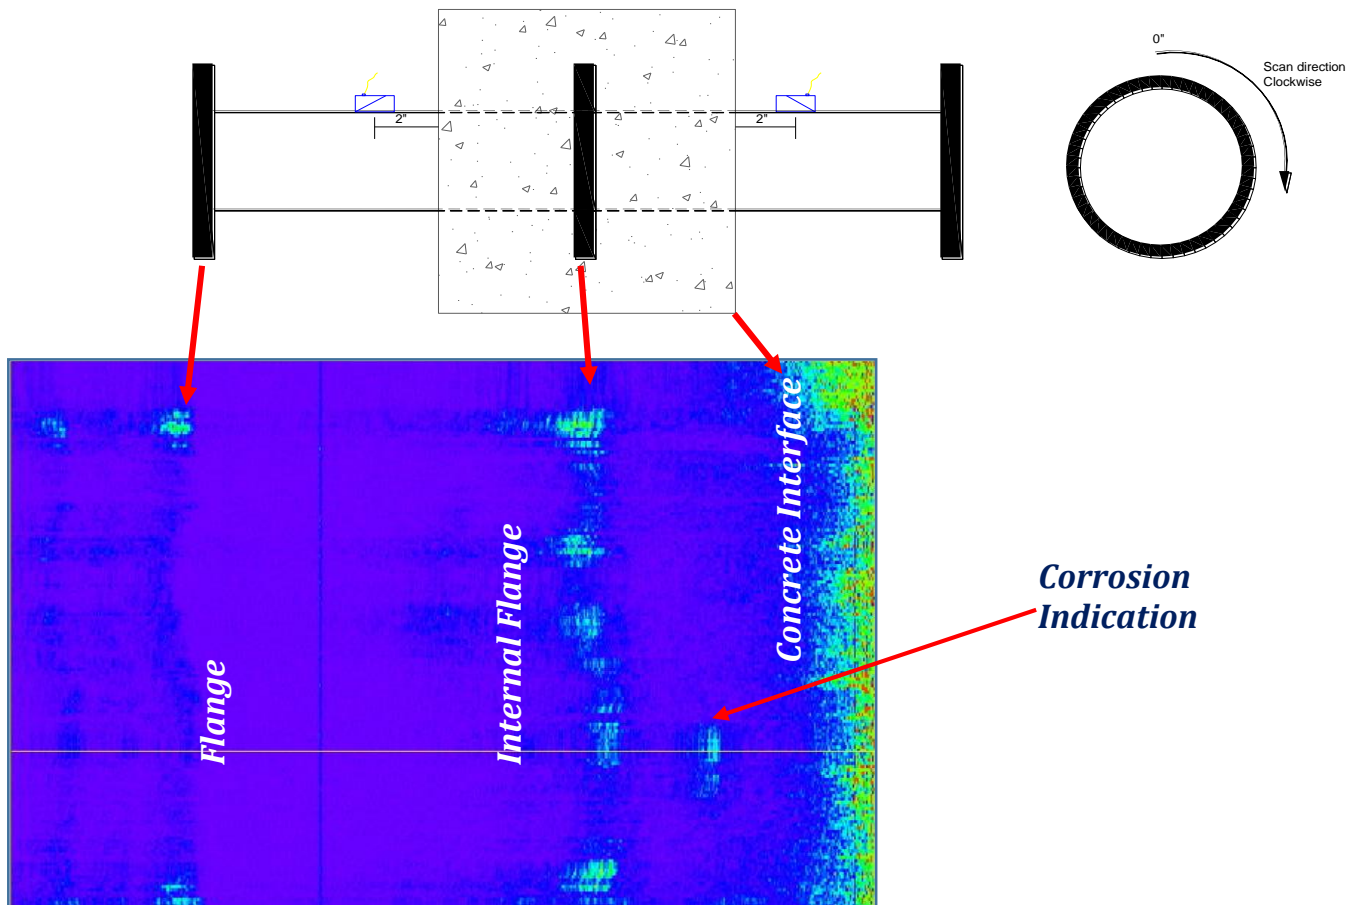 0"
Scan direction
Clockwise
2"
2"
Concrete Interface
Internal Flange
Flange
Corrosion
Indication